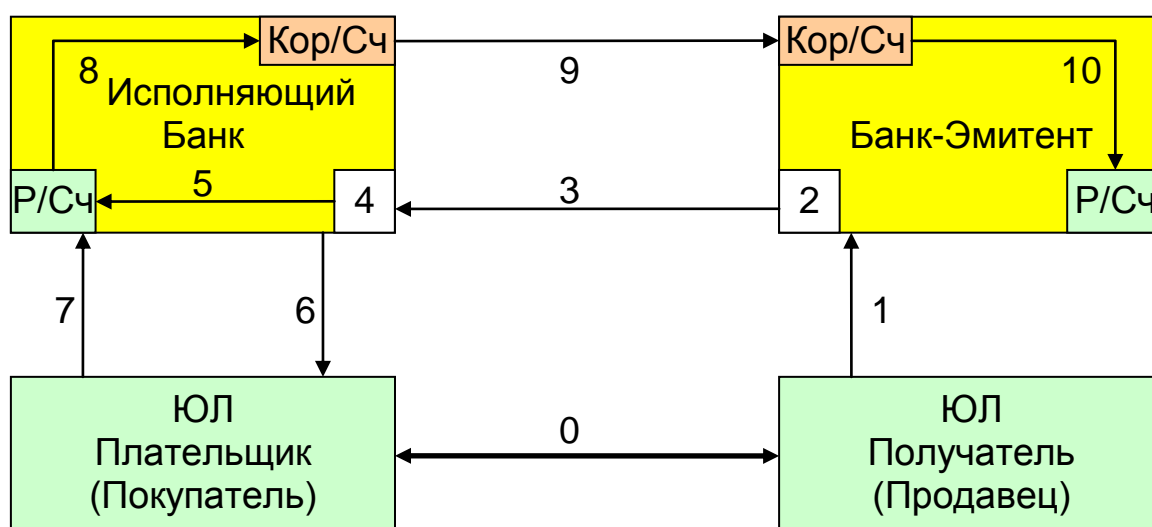 Кор/Сч
Кор/Сч
8
9
10
Исполняющий
Банк
Банк-Эмитент
Р/Сч
5
4
3
2
Р/Сч
7
6
1
ЮЛ
Плательщик
(Покупатель)
0
ЮЛ
Получатель
(Продавец)